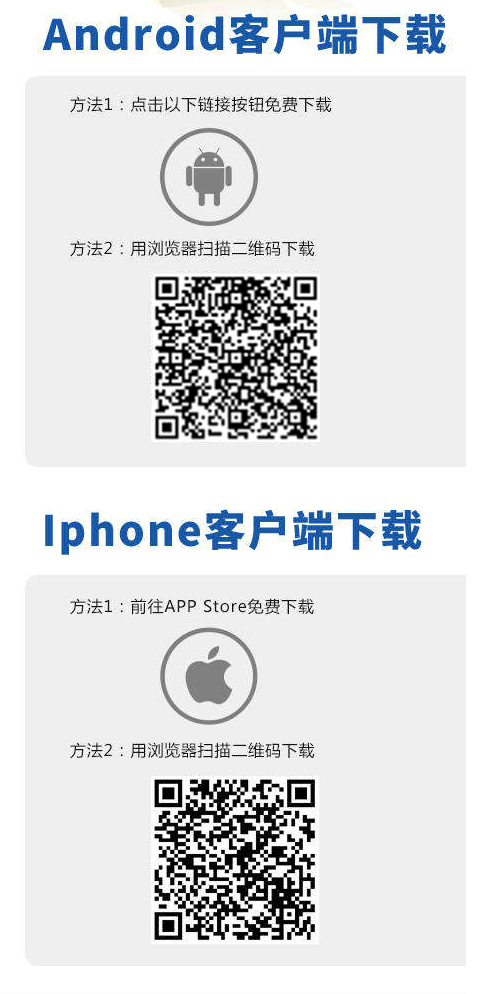 Android客户端下载
方法1：点击以下链接按钮免费下载
方法2：用浏览器扫描二维码下载
Iphone客户端下载
方法1：前往APP Store免费下载
方法2：用浏览器扫描二维码下载